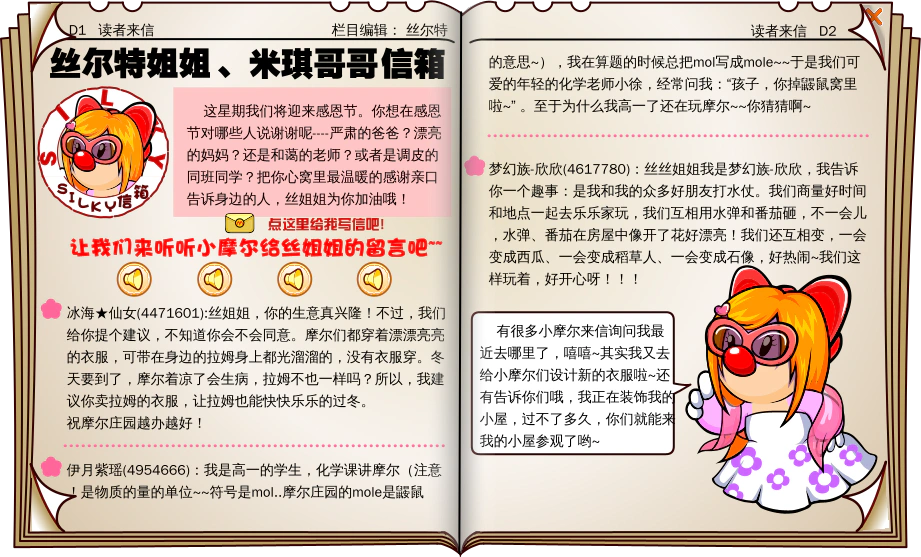 D1 读者来信
栏目编辑： 丝尔特
丝尔特姐姐、米琪哥哥信箱
SILKY
SILKY信箱
这星期我们将迎来感恩节。你想在感恩
节对哪些人说谢谢呢----严肃的爸爸？漂亮
的妈妈？还是和蔼的老师？或者是调皮的
同班同学？把你心窝里最温暖的感谢亲口
告诉身边的人，丝姐姐为你加油哦！
点这里给我写信吧!
让我们来听听小摩尔给丝姐姐的留言吧~~
冰海★仙女(4471601):丝姐姐，你的生意真兴隆！不过，我们
给你提个建议，不知道你会不会同意。摩尔们都穿着漂漂亮亮
的衣服，可带在身边的拉姆身上都光溜溜的，没有衣服穿。冬
天要到了，摩尔着凉了会生病，拉姆不也一样吗？所以，我建
议你卖拉姆的衣服，让拉姆也能快快乐乐的过冬。
祝摩尔庄园越办越好！
伊月紫瑶(4954666)：我是高一的学生，化学课讲摩尔（注意
！是物质的量的单位~~符号是mol..摩尔庄园的mole是鼹鼠
读者来信 D2
的意思~），我在算题的时候总把mol写成mole~~于是我们可
爱的年轻的化学老师小徐，经常问我：“孩子，你掉鼹鼠窝里
啦~” 。至于为什么我高一了还在玩摩尔~~你猜猜啊~
梦幻族-欣欣(4617780)：丝丝姐姐我是梦幻族-欣欣，我告诉
你一个趣事：是我和我的众多好朋友打水仗。我们商量好时间
和地点一起去乐乐家玩，我们互相用水弹和番茄砸，不一会儿
，水弹、番茄在房屋中像开了花好漂亮！我们还互相变，一会
变成西瓜、一会变成稻草人、一会变成石像，好热闹~我们这
样玩着，好开心呀！！！
有很多小摩尔来信询问我最
近去哪里了，嘻嘻~其实我又去
给小摩尔们设计新的衣服啦~还
有告诉你们哦，我正在装饰我的
小屋，过不了多久，你们就能来
我的小屋参观了哟~